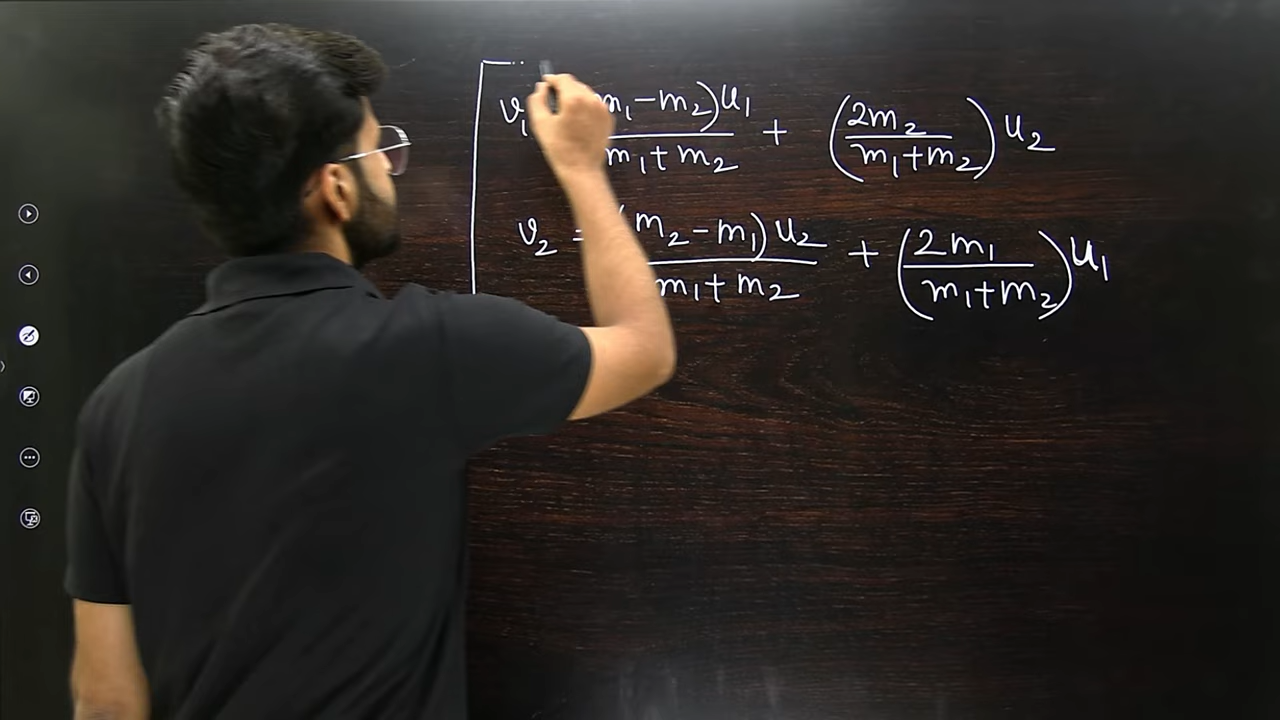 v₁ (m₁-m₂)u₁/m₁+m₂ + (2m₂/m₁+m₂)u₂
v₂ = (m₂-m₁)u₂/m₁+m₂ + (2m₁/m₁+m₂)u₁